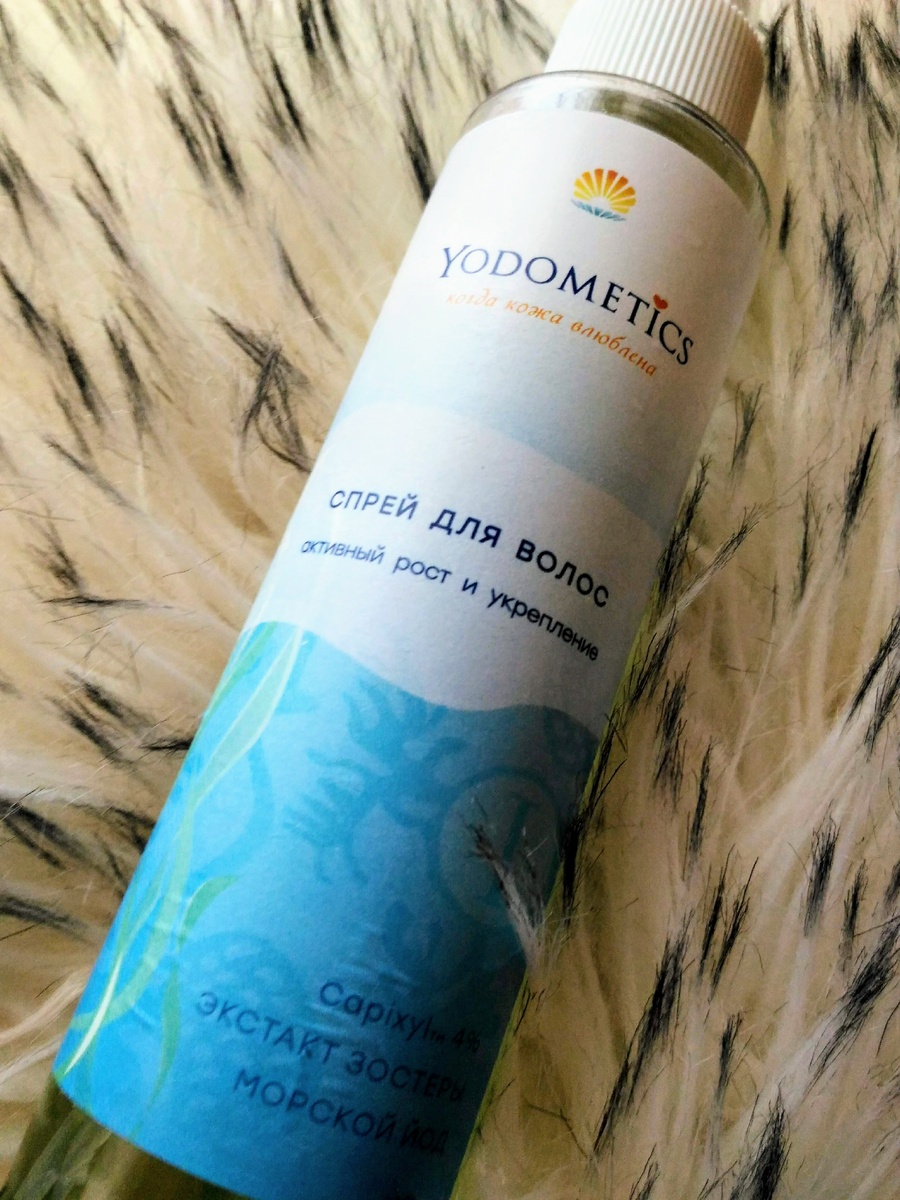 YODOMETICS
когда кожа влюблена
СПРЕЙ ДЛЯ ВОЛОС
активный рост и укрепление
Capixyl™ 4%
ЭКСТАКТ ЗОСТЕРЫ
МОРСКОЙ ЙОД